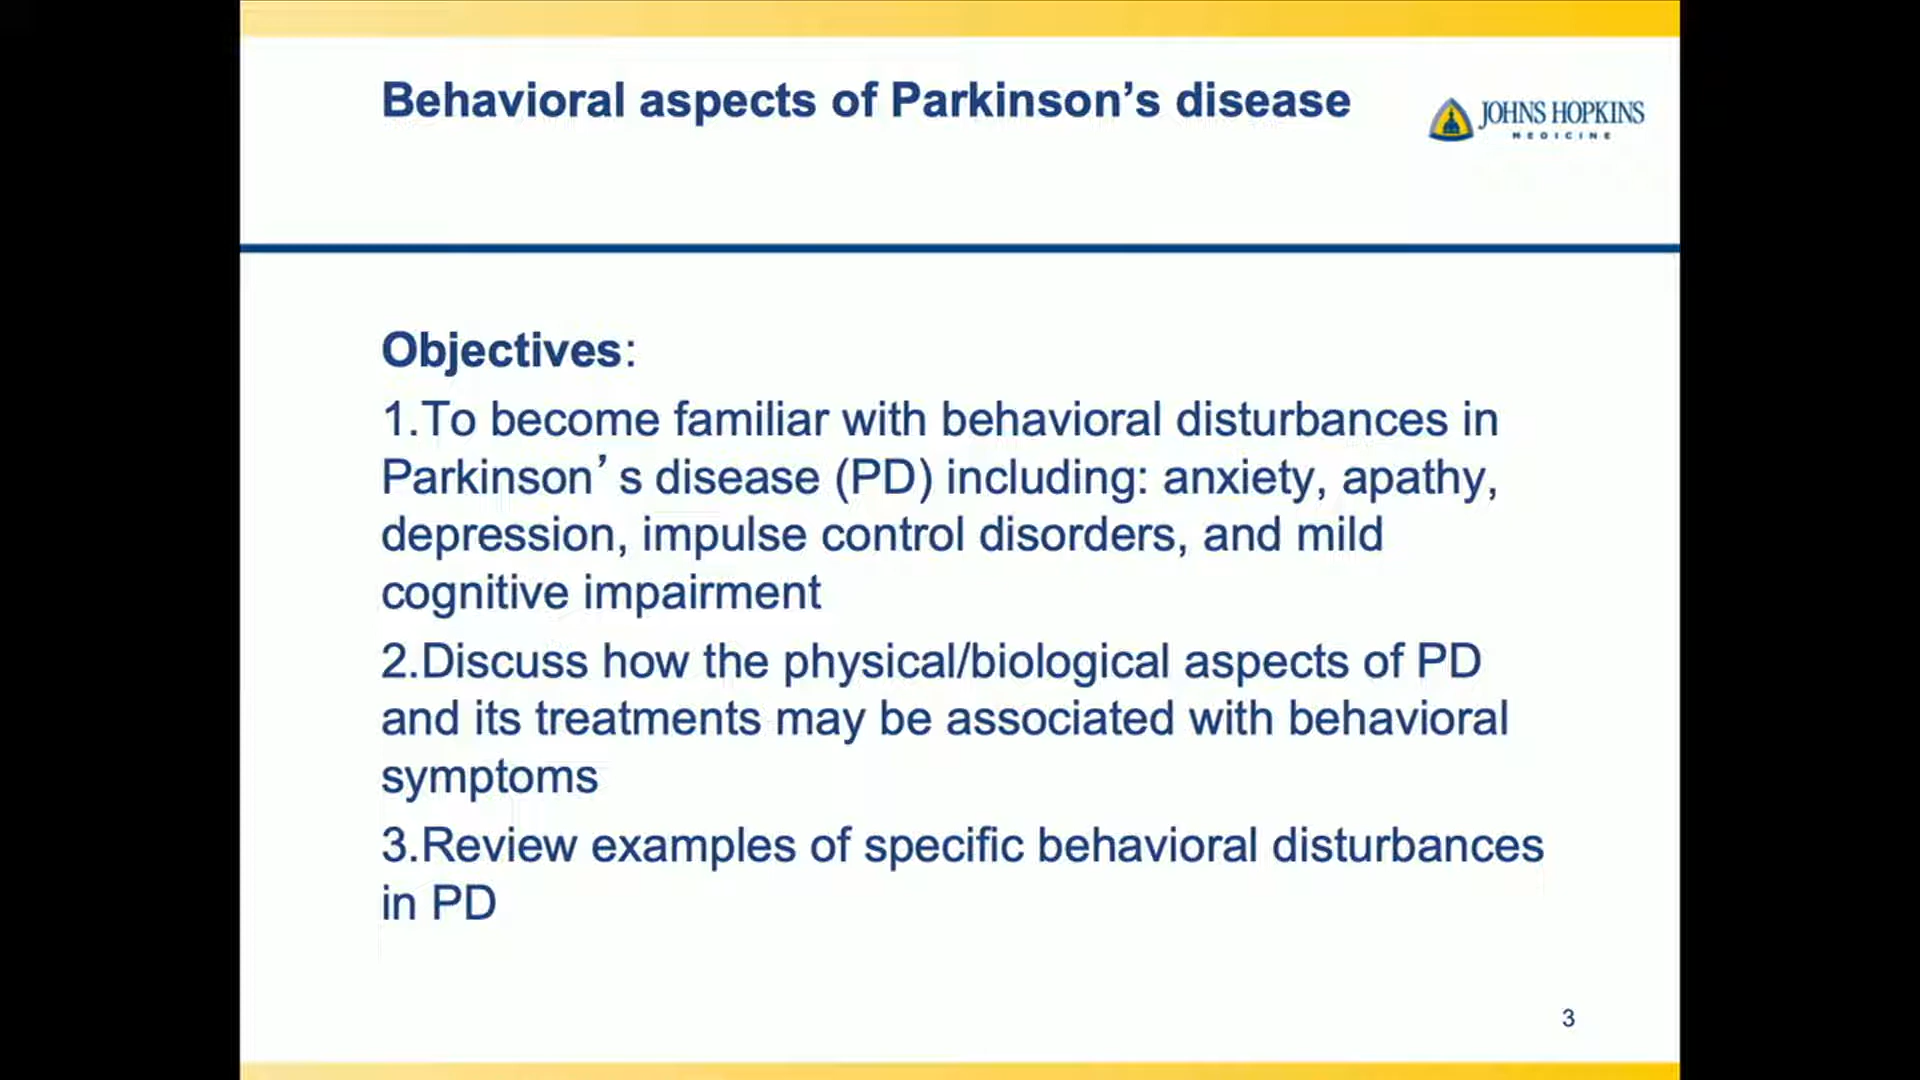 Behavioral aspects of Parkinson’s disease
JOHNS HOPKINS
MEDICINE
Objectives:
1.To become familiar with behavioral disturbances in
Parkinson’s disease (PD) including: anxiety, apathy,
depression, impulse control disorders, and mild
cognitive impairment
2.Discuss how the physical/biological aspects of PD
and its treatments may be associated with behavioral
symptoms
3.Review examples of specific behavioral disturbances
in PD
3